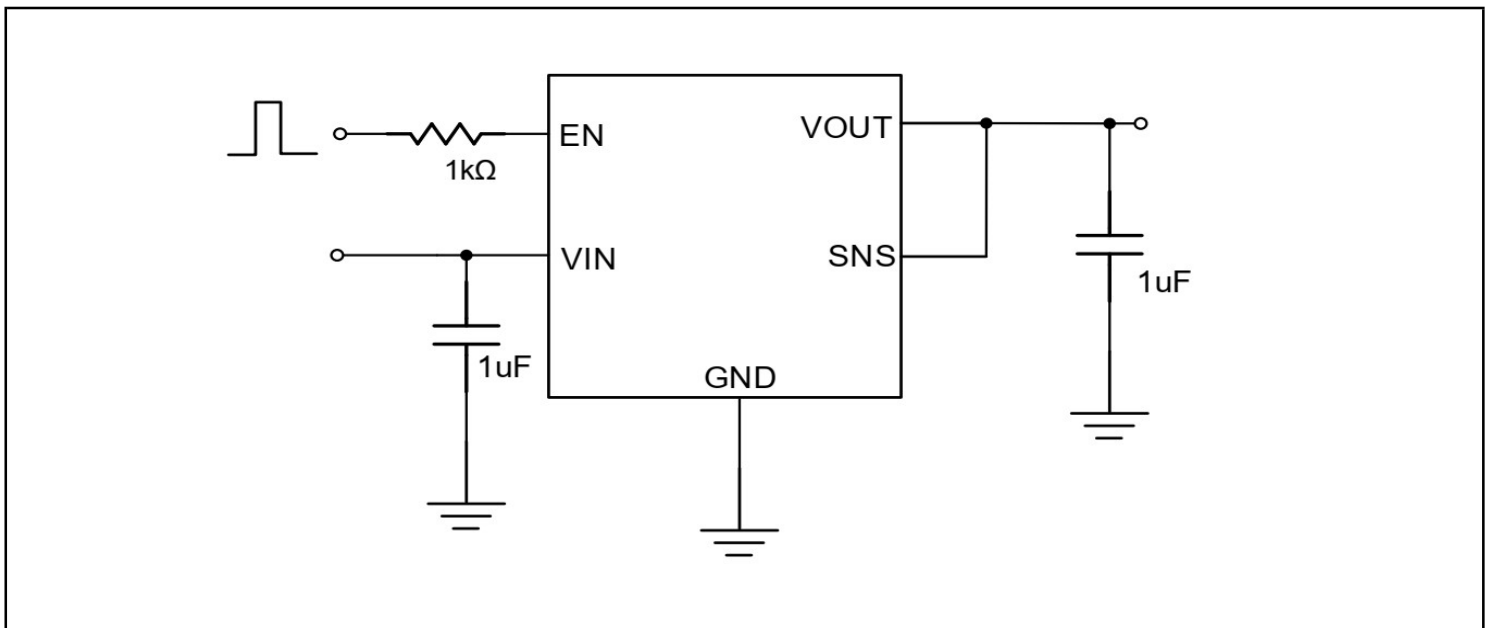 EN
VOUT
1kΩ
VIN
SNS
1uF
1uF
GND